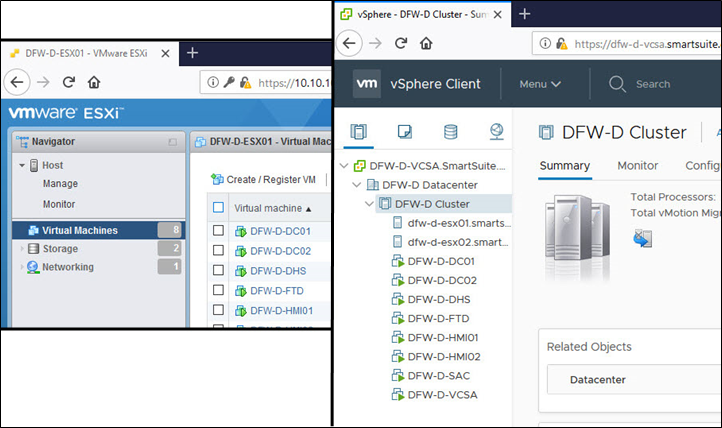 DFW-D-ESX01 - VMware ESXi
https://10.10.1
vmware ESXi™
Navigator
Host
Manage
Monitor
Virtual Machines 8
Storage 2
Networking 1
DFW-D-ESX01 - Virtual Mac
Create / Register VM
Virtual machine ▲
DFW-D-DC01
DFW-D-DC02
DFW-D-DHS
DFW-D-FTD
DFW-D-HMI01
vSphere - DFW-D Cluster - Sum
https://dfw-d-vcsa.smartsuite.
vm vSphere Client Menu Search
DFW-D-VCSA.SmartSuite....
DFW-D Datacenter
DFW-D Cluster
dfw-d-esx01.smarts...
dfw-d-esx02.smart...
DFW-D-DC01
DFW-D-DC02
DFW-D-DHS
DFW-D-FTD
DFW-D-HMI01
DFW-D-HMI02
DFW-D-SAC
DFW-D-VCSA
DFW-D Cluster
Summary Monitor Config
Total Processors:
Total vMotion Migr
Related Objects
Datacenter